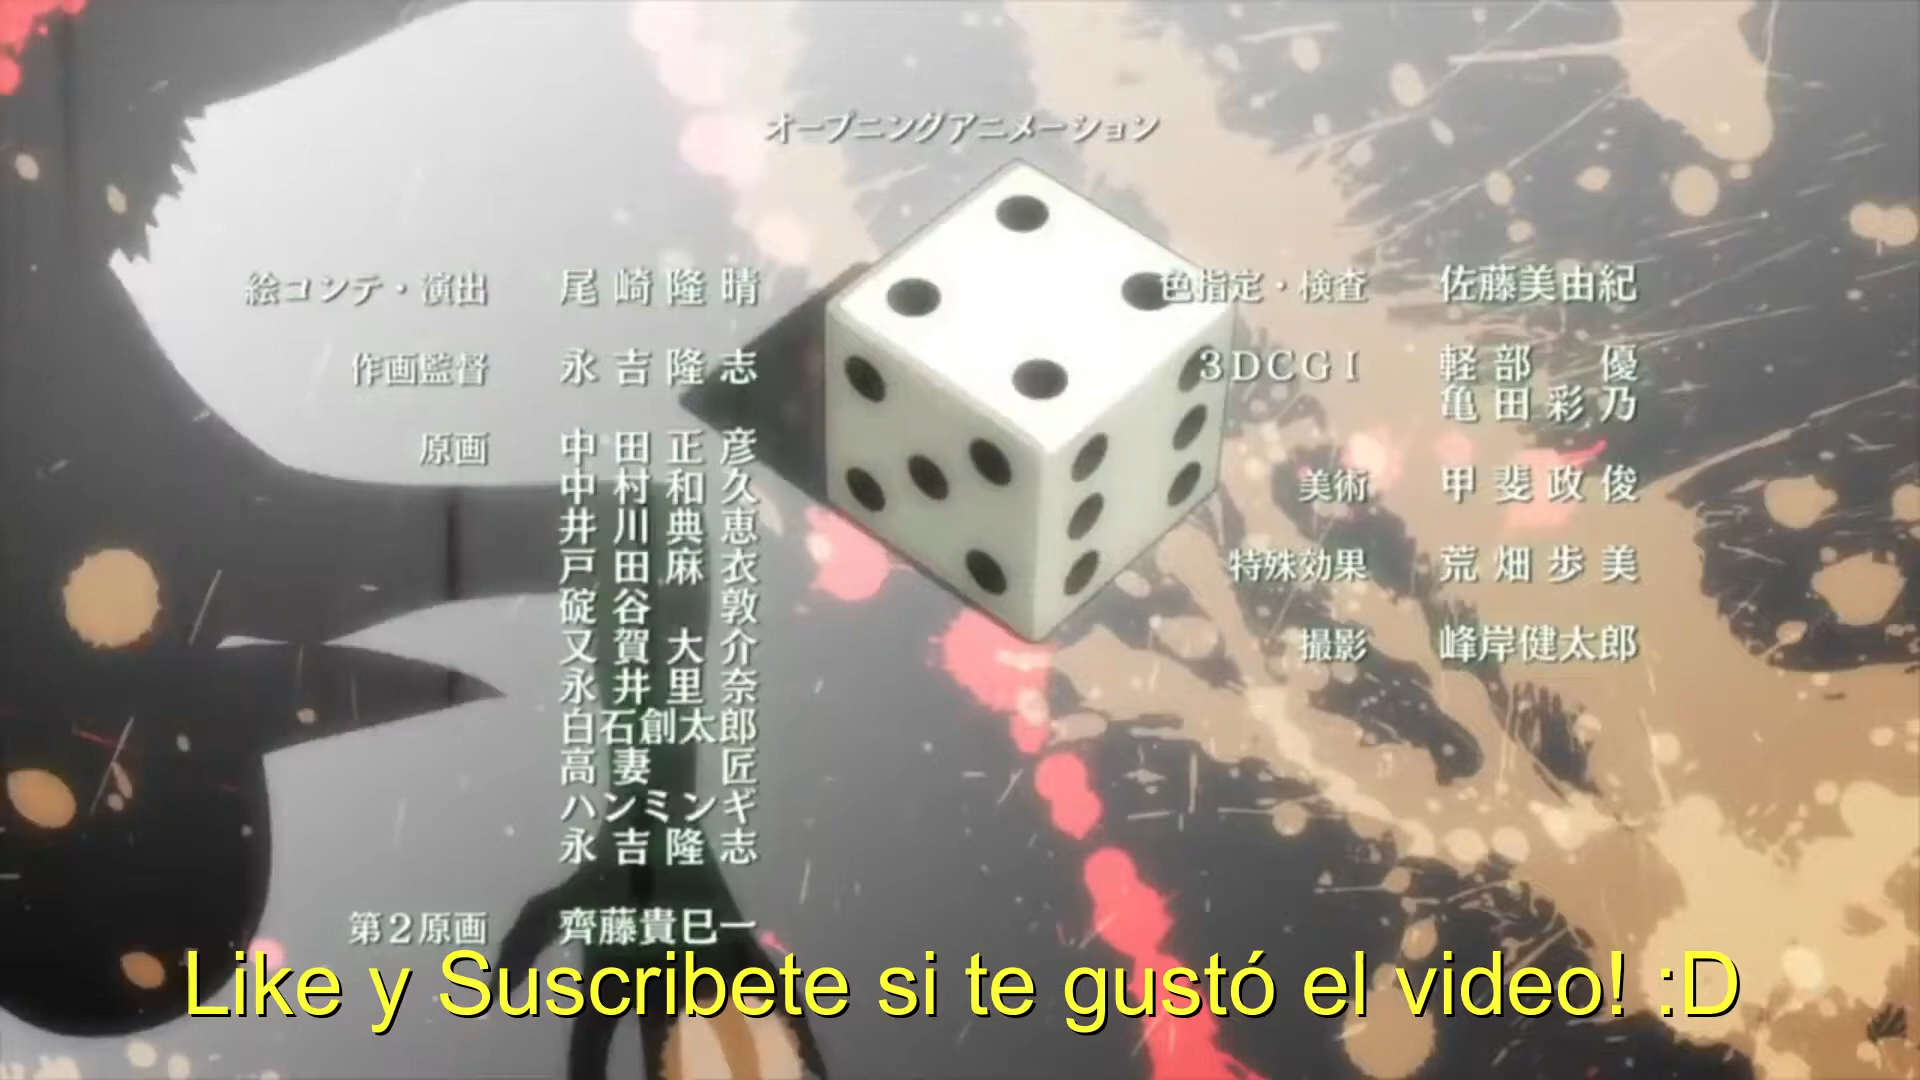 オープニングアニメーション
絵コンテ・演出 尾崎隆晴
作画監督 永吉隆志
原画 中田正彦
中村和久
井川典恵
戸田麻衣
碇谷 敦
又賀大介
永井里奈
白石創太郎
高妻 匠
ハンミンギ
永吉隆志
第２原画 齊藤貴巳一
色指定・検査 佐藤美由紀
３ＤＣＧＩ 軽部 優
亀田彩乃
美術 甲斐政俊
特殊効果 荒畑歩美
撮影 峰岸健太郎
Like y Suscribete si te gustó el video! :D